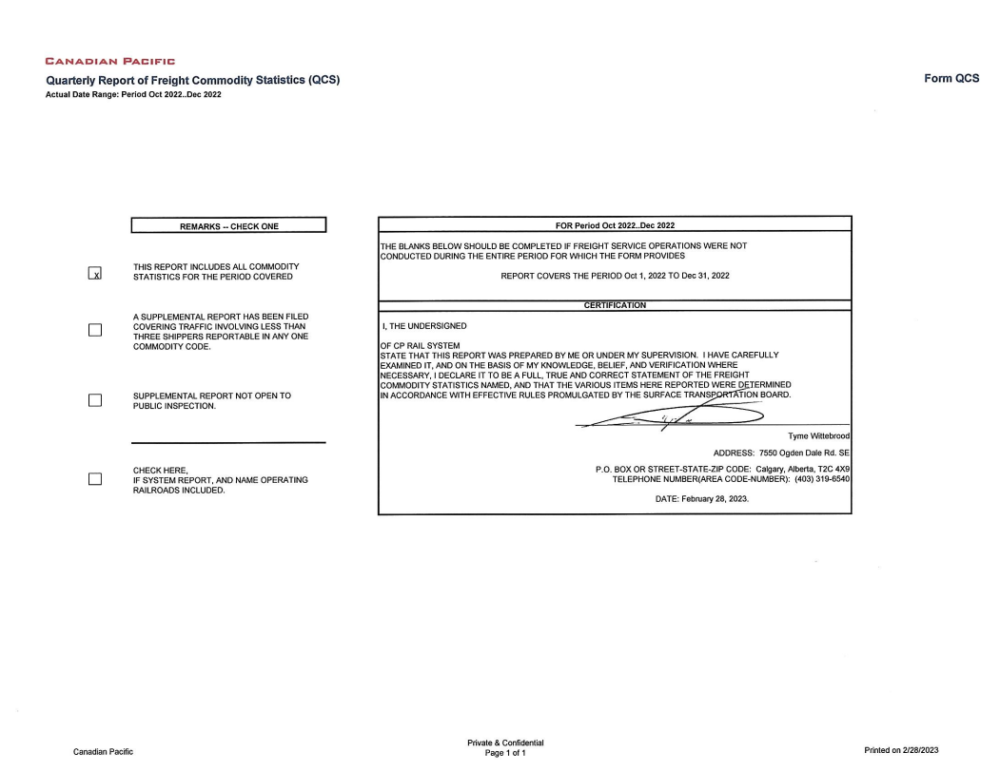 CANADIAN PACIFIC
Quarterly Report of Freight Commodity Statistics (QCS)
Form QCS
Actual Date Range: Period Oct 2022..Dec 2022
REMARKS -- CHECK ONE
x
THIS REPORT INCLUDES ALL COMMODITY
STATISTICS FOR THE PERIOD COVERED
A SUPPLEMENTAL REPORT HAS BEEN FILED
COVERING TRAFFIC INVOLVING LESS THAN
THREE SHIPPERS REPORTABLE IN ANY ONE
COMMODITY CODE.
SUPPLEMENTAL REPORT NOT OPEN TO
PUBLIC INSPECTION.
CHECK HERE,
IF SYSTEM REPORT, AND NAME OPERATING
RAILROADS INCLUDED.
FOR Period Oct 2022..Dec 2022
THE BLANKS BELOW SHOULD BE COMPLETED IF FREIGHT SERVICE OPERATIONS WERE NOT
CONDUCTED DURING THE ENTIRE PERIOD FOR WHICH THE FORM PROVIDES
REPORT COVERS THE PERIOD Oct 1, 2022 TO Dec 31, 2022
CERTIFICATION
I, THE UNDERSIGNED
OF CP RAIL SYSTEM
STATE THAT THIS REPORT WAS PREPARED BY ME OR UNDER MY SUPERVISION. I HAVE CAREFULLY
EXAMINED IT, AND ON THE BASIS OF MY KNOWLEDGE, BELIEF, AND VERIFICATION WHERE
NECESSARY, I DECLARE IT TO BE A FULL, TRUE AND CORRECT STATEMENT OF THE FREIGHT
COMMODITY STATISTICS NAMED, AND THAT THE VARIOUS ITEMS HERE REPORTED WERE DETERMINED
IN ACCORDANCE WITH EFFECTIVE RULES PROMULGATED BY THE SURFACE TRANSPORTATION BOARD.
Tyme Wittebrood
ADDRESS: 7550 Ogden Dale Rd. SE
P.O. BOX OR STREET-STATE-ZIP CODE: Calgary, Alberta, T2C 4X9
TELEPHONE NUMBER(AREA CODE-NUMBER): (403) 319-6540
DATE: February 28, 2023.
Canadian Pacific
Private & Confidential
Page 1 of 1
Printed on 2/28/2023